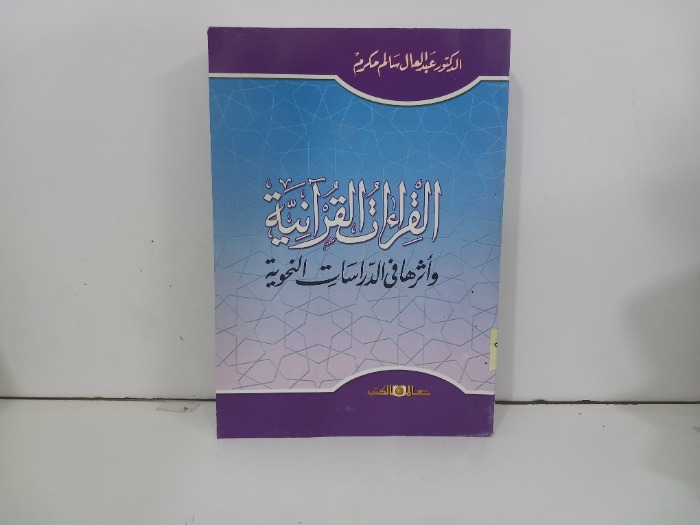 الدكتور عبد العال سالم مكرم
القراءات القرآنية
وأثرها في الدراسات النحوية
عالم الكتب